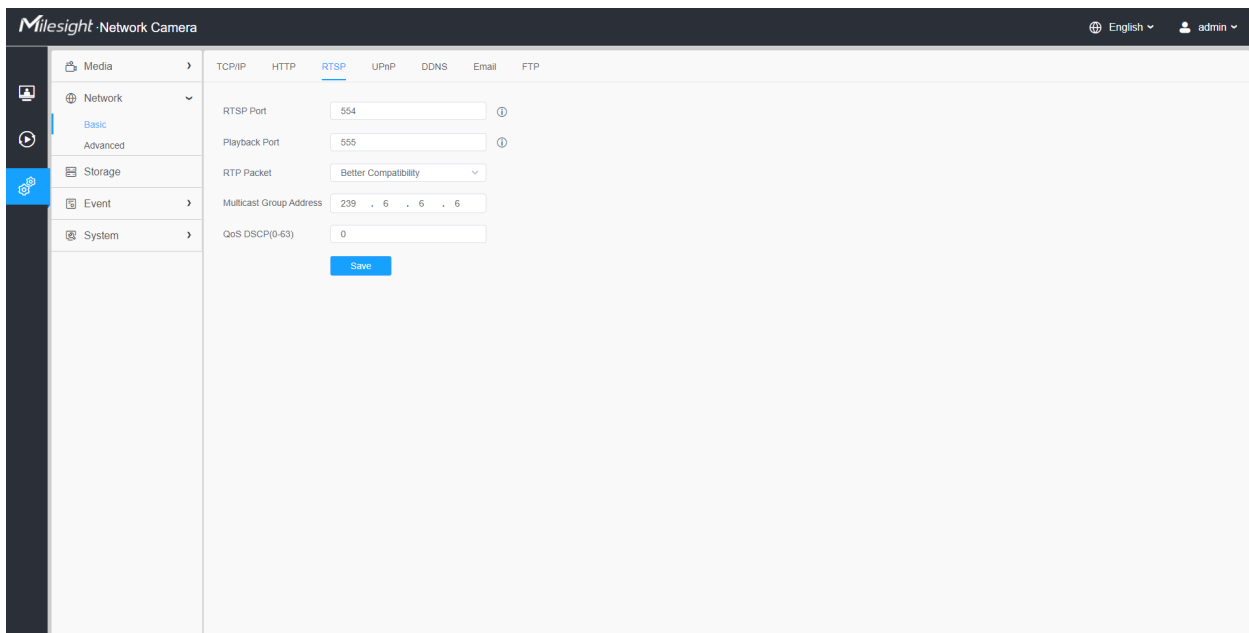 Milesight·Network Camera
English
admin
Media
Network
Basic
Advanced
Storage
Event
System
TCP/IP HTTP RTSP UPnP DDNS Email FTP
RTSP Port 554
Playback Port 555
RTP Packet Better Compatibility
Multicast Group Address 239 . 6 . 6 . 6
QoS DSCP(0-63) 0
Save